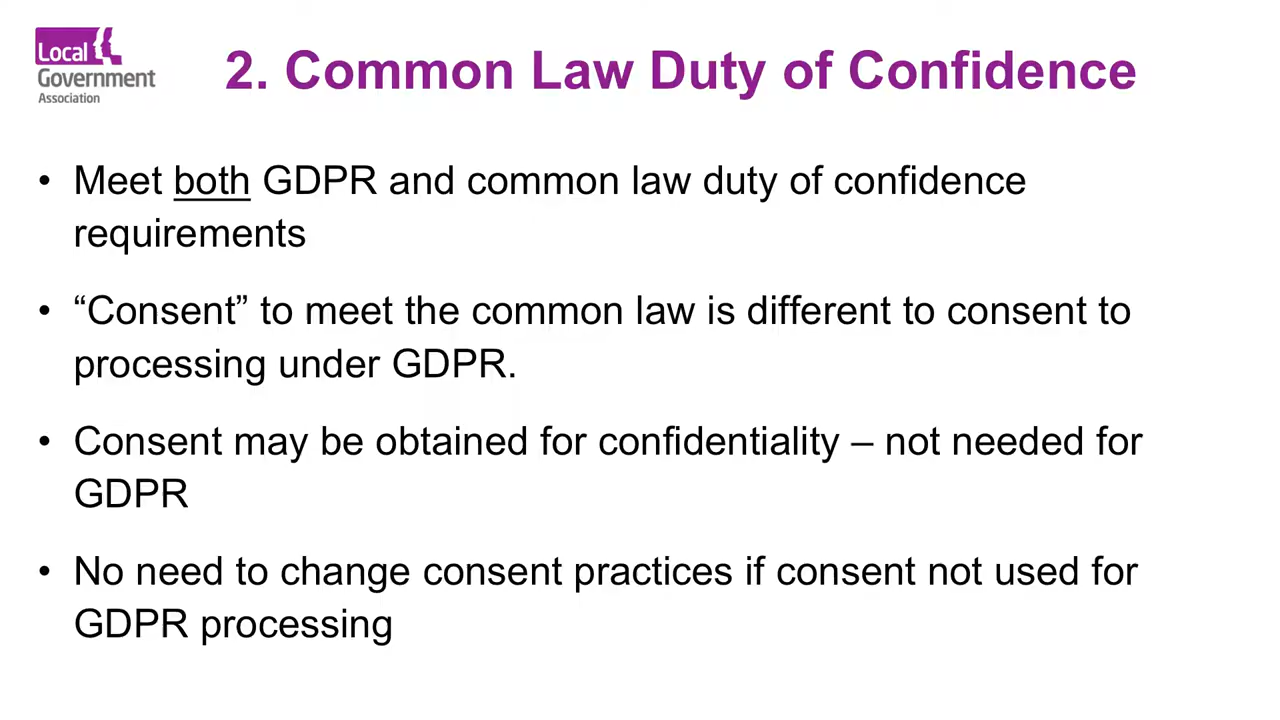 Local
Government
Association
2. Common Law Duty of Confidence
• Meet both GDPR and common law duty of confidence
requirements
• “Consent” to meet the common law is different to consent to
processing under GDPR.
• Consent may be obtained for confidentiality – not needed for
GDPR
• No need to change consent practices if consent not used for
GDPR processing